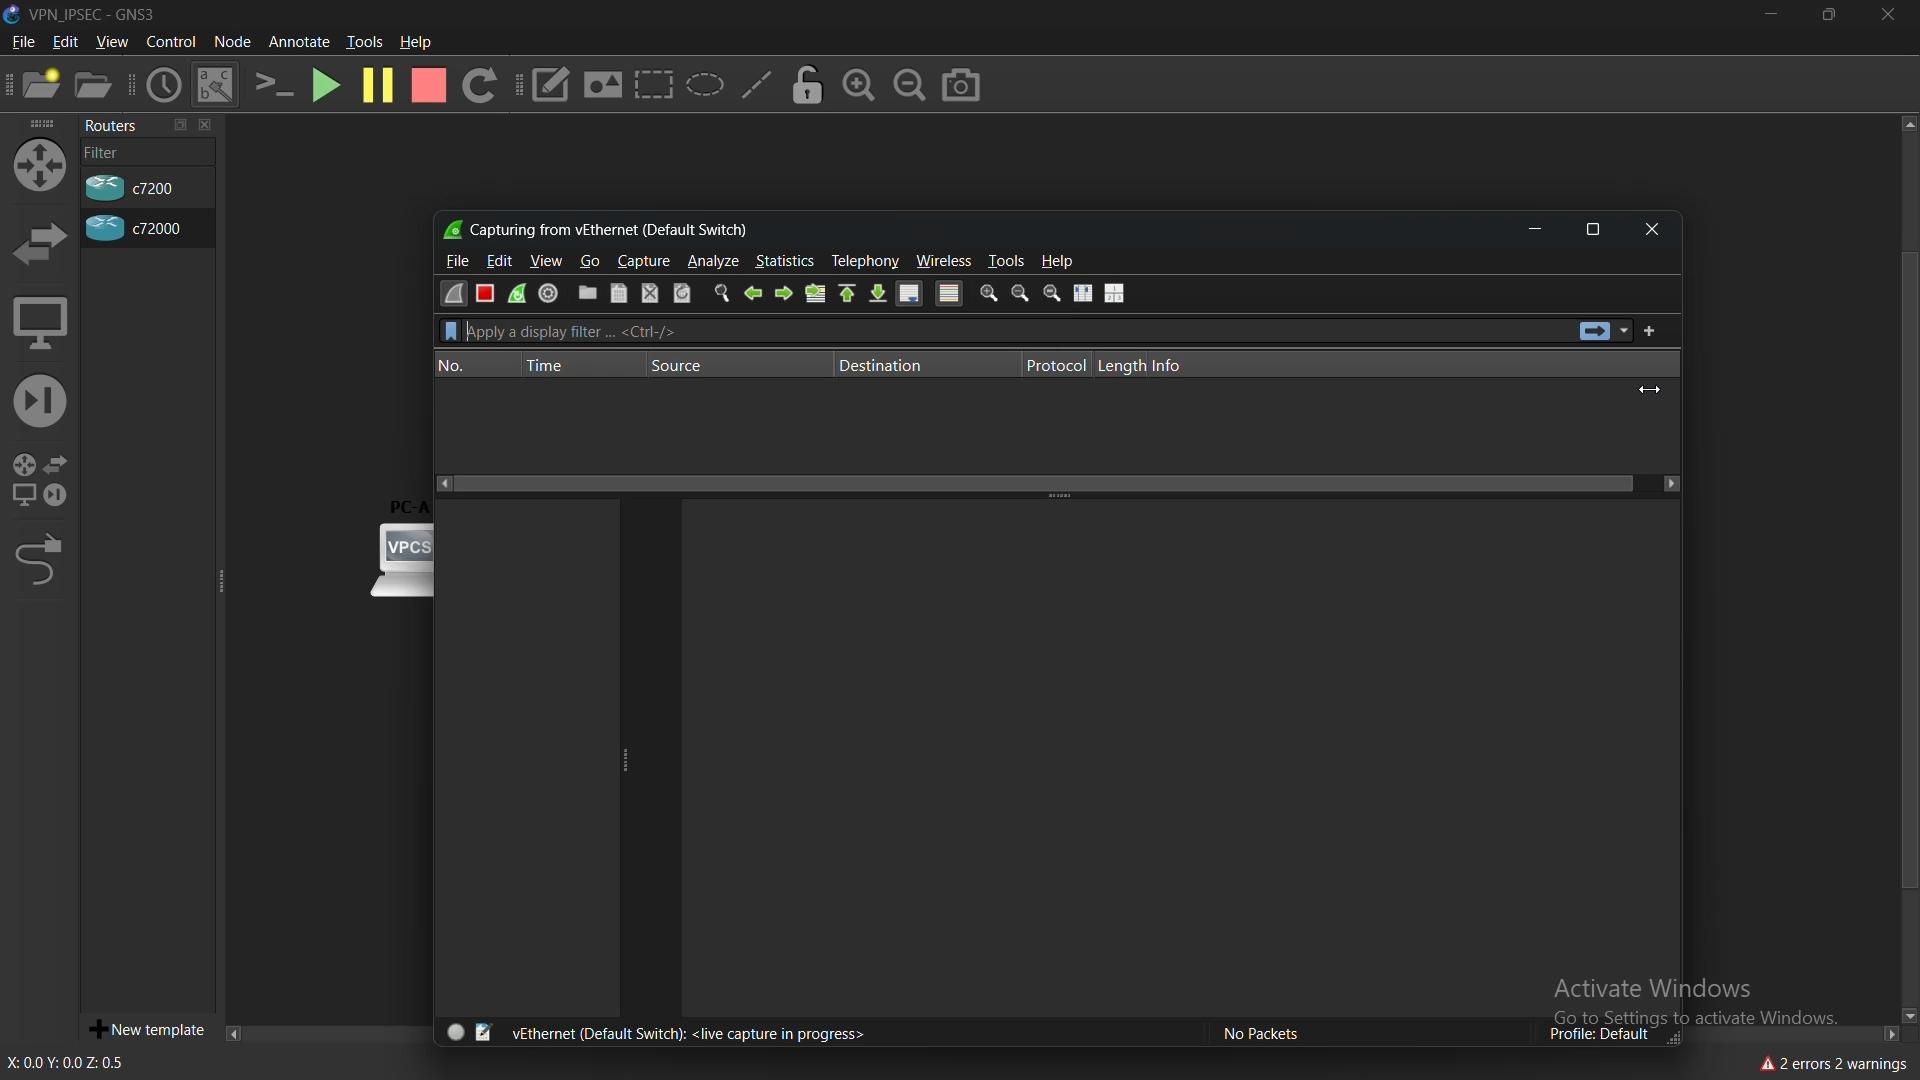 VPN_IPSEC - GNS3
File Edit View Control Node Annotate Tools Help
a c
b
>_
Routers
Filter
c7200
c72000
PC-A
VPCS
Capturing from vEthernet (Default Switch)
File Edit View Go Capture Analyze Statistics Telephony Wireless Tools Help
Apply a display filter ... <Ctrl-/>
No. Time Source Destination Protocol Length Info
vEthernet (Default Switch): <live capture in progress> No Packets Profile: Default
Activate Windows
Go to Settings to activate Windows.
New template
X: 0.0 Y: 0.0 Z: 0.5
2 errors 2 warnings